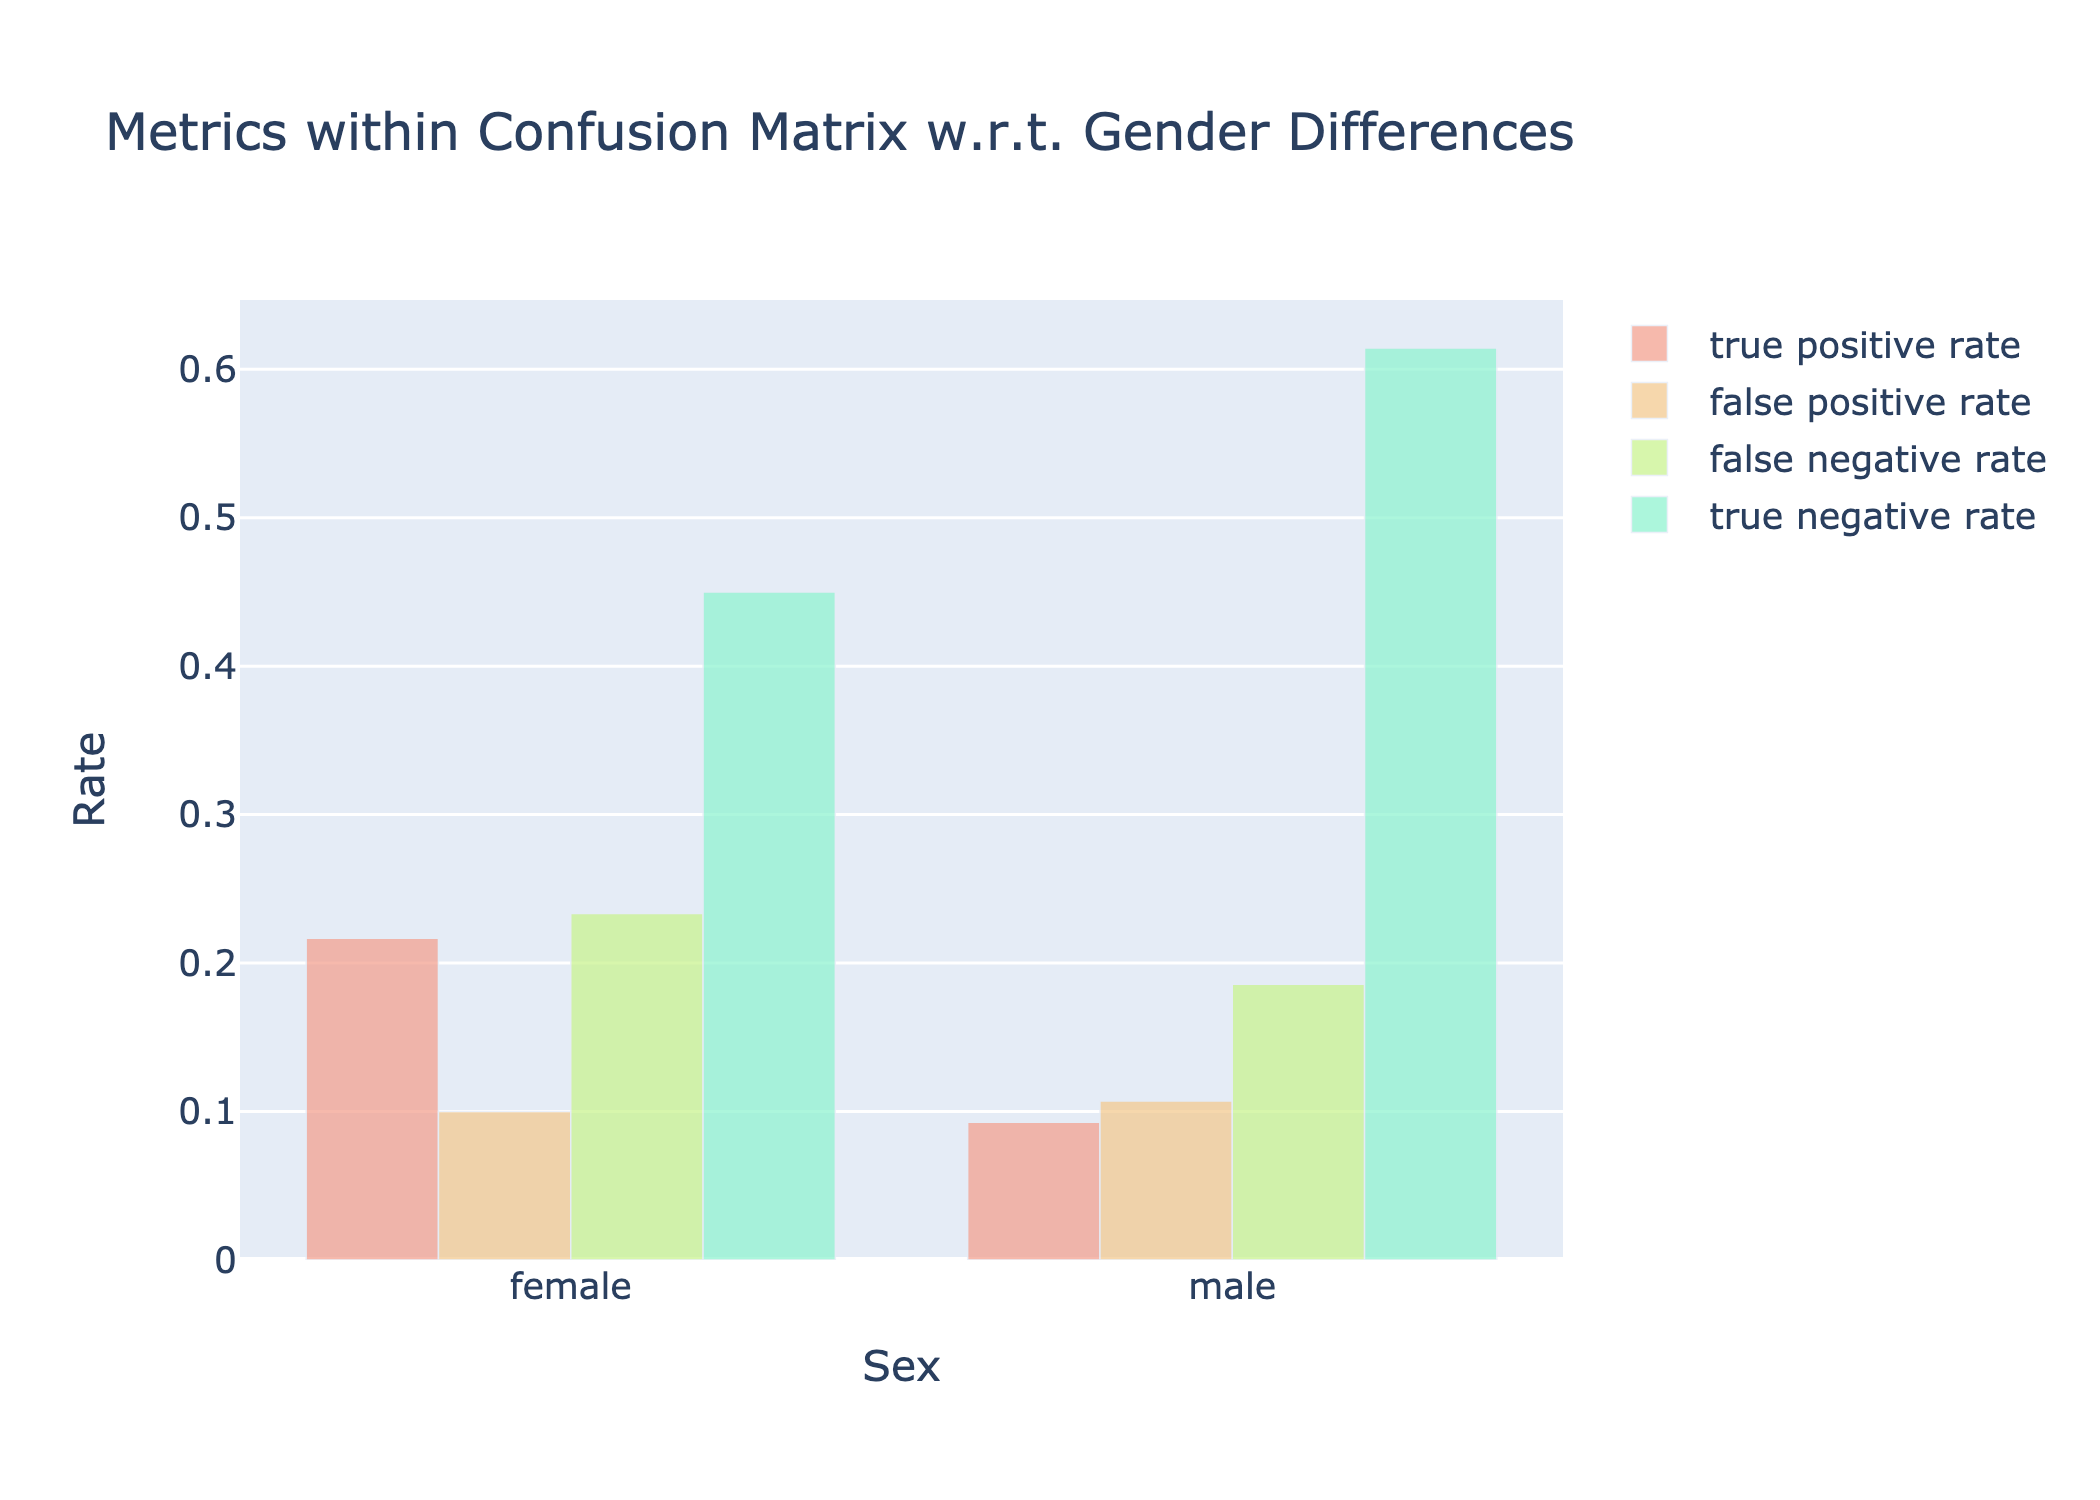 Metrics within Confusion Matrix w.r.t. Gender Differences
true positive rate
false positive rate
false negative rate
true negative rate
Rate
0.6
0.5
0.4
0.3
0.2
0.1
0
female
male
Sex